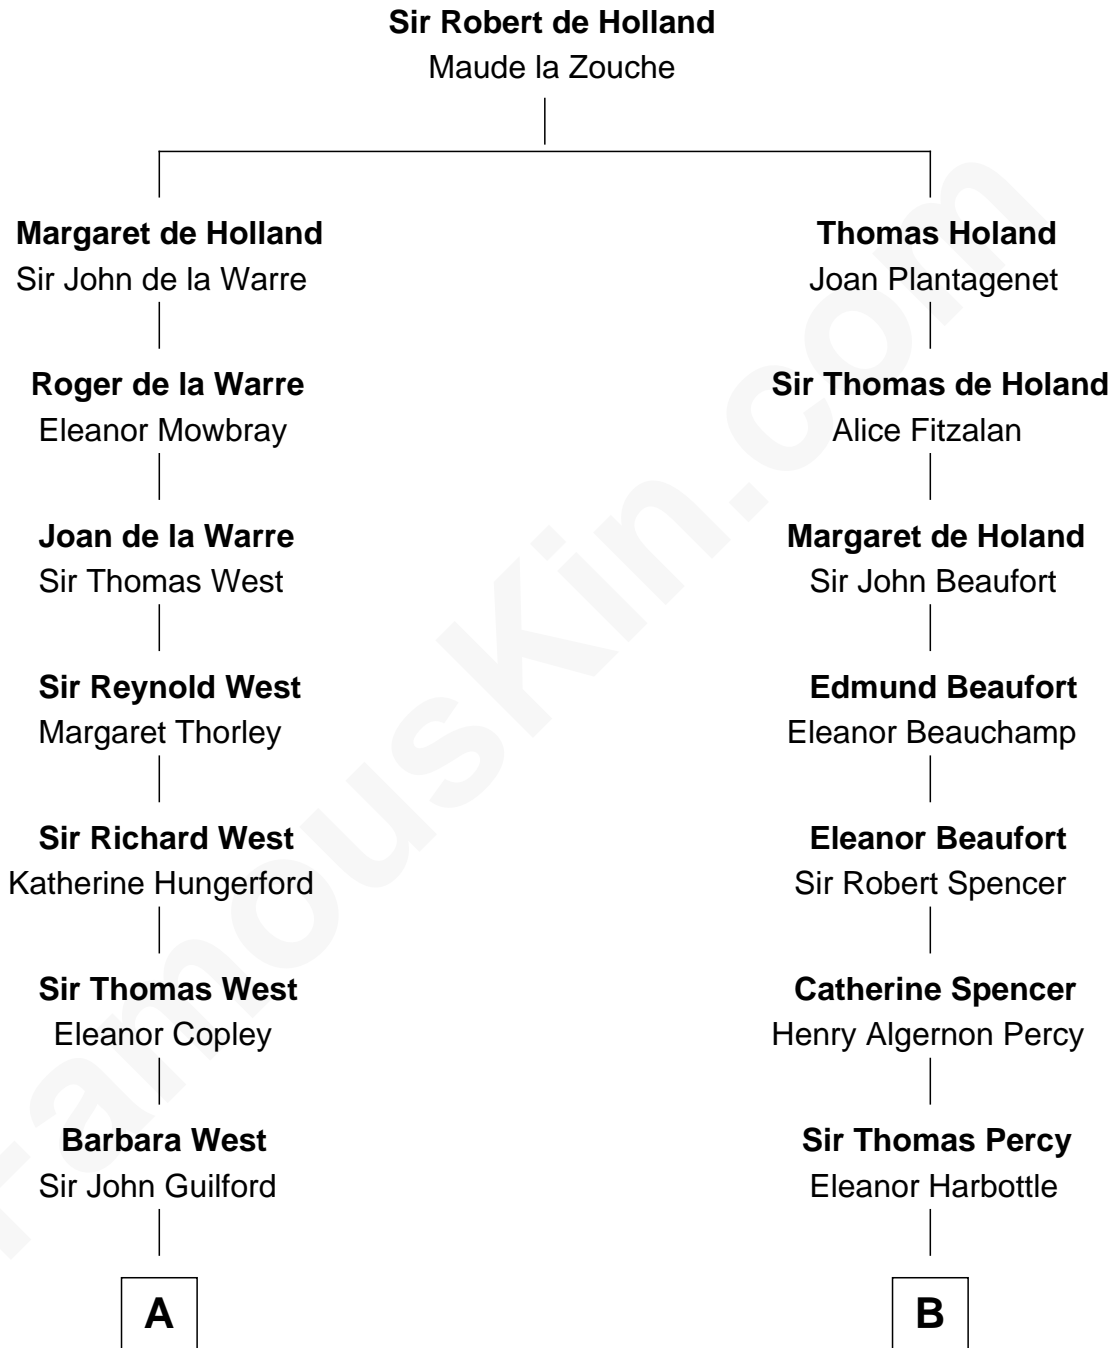 Sir Robert de Holland
Maude la Zouche
Margaret de Holland
Sir John de la Warre
Thomas Holand
Joan Plantagenet
Roger de la Warre
Eleanor Mowbray
Sir Thomas de Holand
Alice Fitzalan
Joan de la Warre
Sir Thomas West
Margaret de Holand
Sir John Beaufort
Sir Reynold West
Margaret Thorley
Edmund Beaufort
Eleanor Beauchamp
Sir Richard West
Katherine Hungerford
Eleanor Beaufort
Sir Robert Spencer
Sir Thomas West
Eleanor Copley
Catherine Spencer
Henry Algernon Percy
Barbara West
Sir John Guilford
Sir Thomas Percy
Eleanor Harbottle
A
B
FamousKin.com